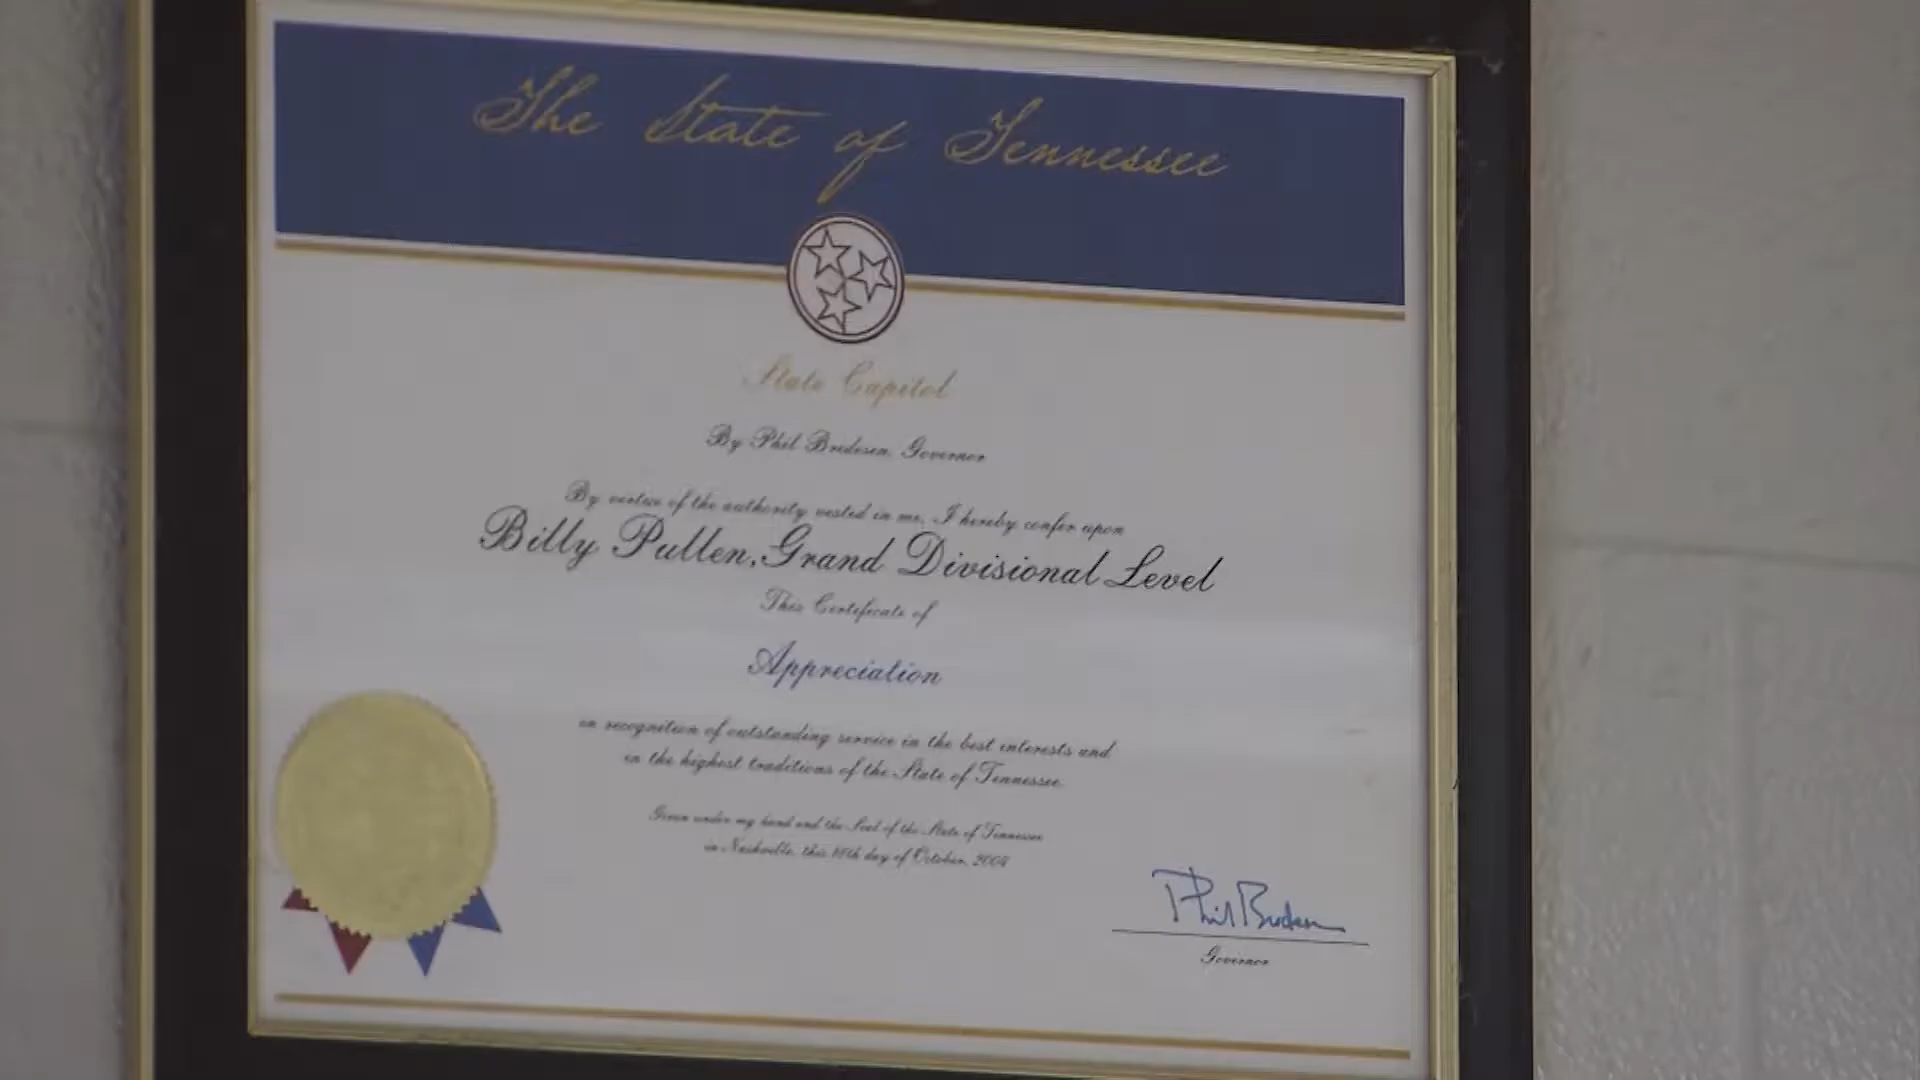 The State of Tennessee
State Capitol
By Phil Bredesen, Governor
By virtue of the authority vested in me, I hereby confer upon
Billy Pullen, Grand Divisional Level
This Certificate of
Appreciation
in recognition of outstanding service in the best interests and
in the highest traditions of the State of Tennessee.
Given under my hand and the Seal of the State of Tennessee
in Nashville, this day of October, 2004
Phil Bredesen
Governor